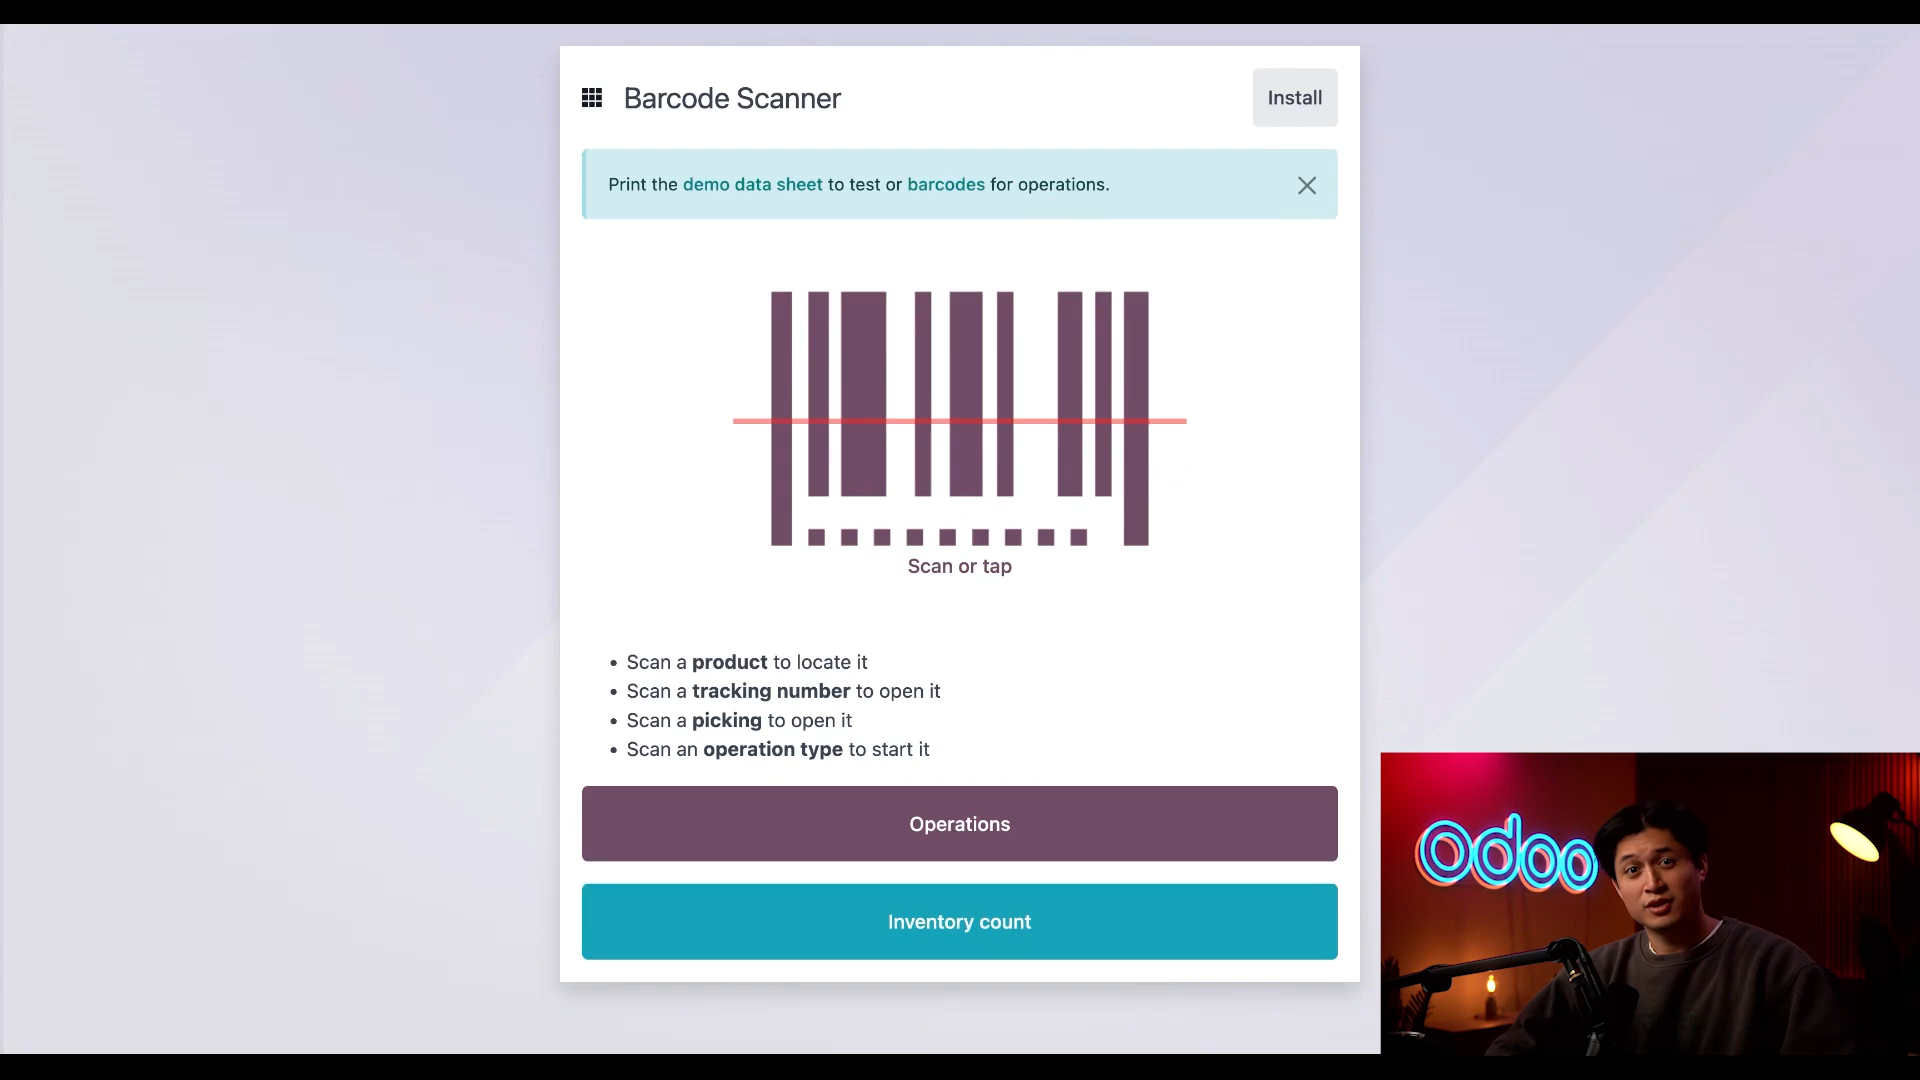 Barcode Scanner
Install
Print the demo data sheet to test or barcodes for operations.
Scan or tap
• Scan a product to locate it
• Scan a tracking number to open it
• Scan a picking to open it
• Scan an operation type to start it
Operations
Inventory count
odoo